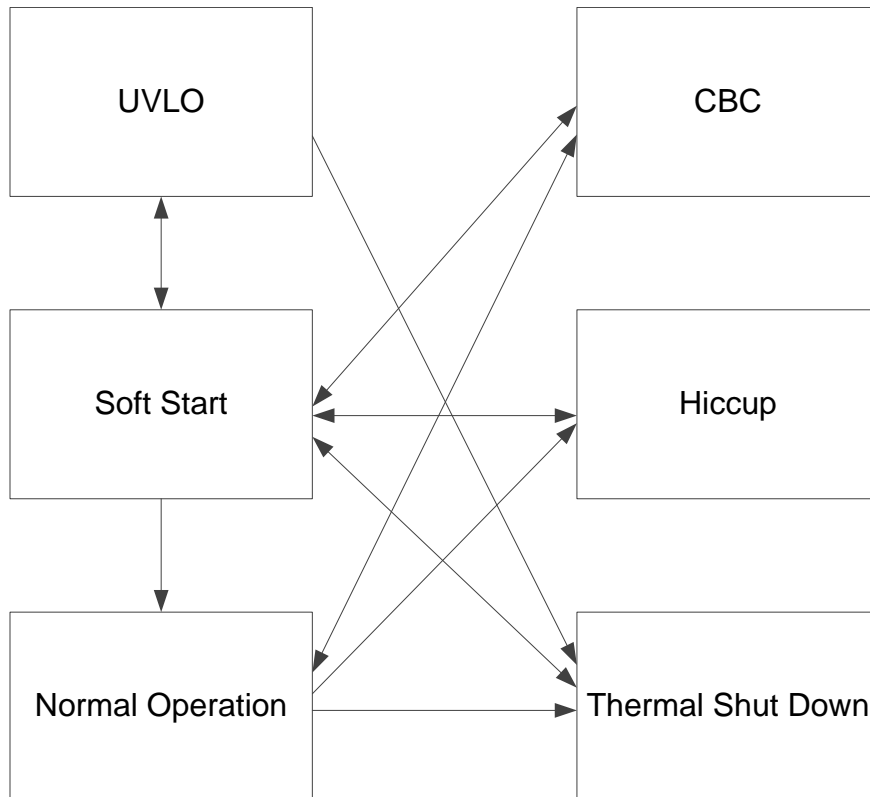 UVLO
CBC
Soft Start
Hiccup
Normal Operation
Thermal Shut Down